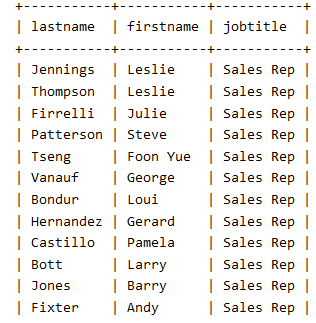 +-----------+-----------+-----------+
| lastname  | firstname | jobtitle  |
+-----------+-----------+-----------+
| Jennings  | Leslie    | Sales Rep |
| Thompson  | Leslie    | Sales Rep |
| Firrelli  | Julie     | Sales Rep |
| Patterson | Steve     | Sales Rep |
| Tseng     | Foon Yue  | Sales Rep |
| Vanauf    | George    | Sales Rep |
| Bondur    | Loui      | Sales Rep |
| Hernandez | Gerard    | Sales Rep |
| Castillo  | Pamela    | Sales Rep |
| Bott      | Larry     | Sales Rep |
| Jones     | Barry     | Sales Rep |
| Fixter    | Andy      | Sales Rep |